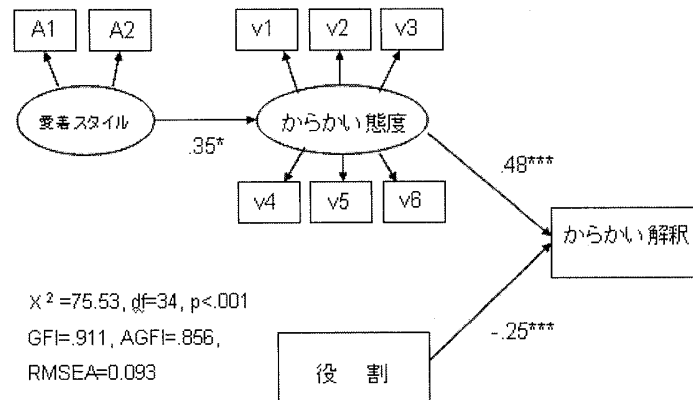 A1 A2 v1 v2 v3
愛着スタイル からかい態度
.35*
.48***
v4 v5 v6
からかい解釈
X²=75.53, df=34, p<.001
GFI=.911, AGFI=.856,
-.25***
RMSEA=0.093
役 割